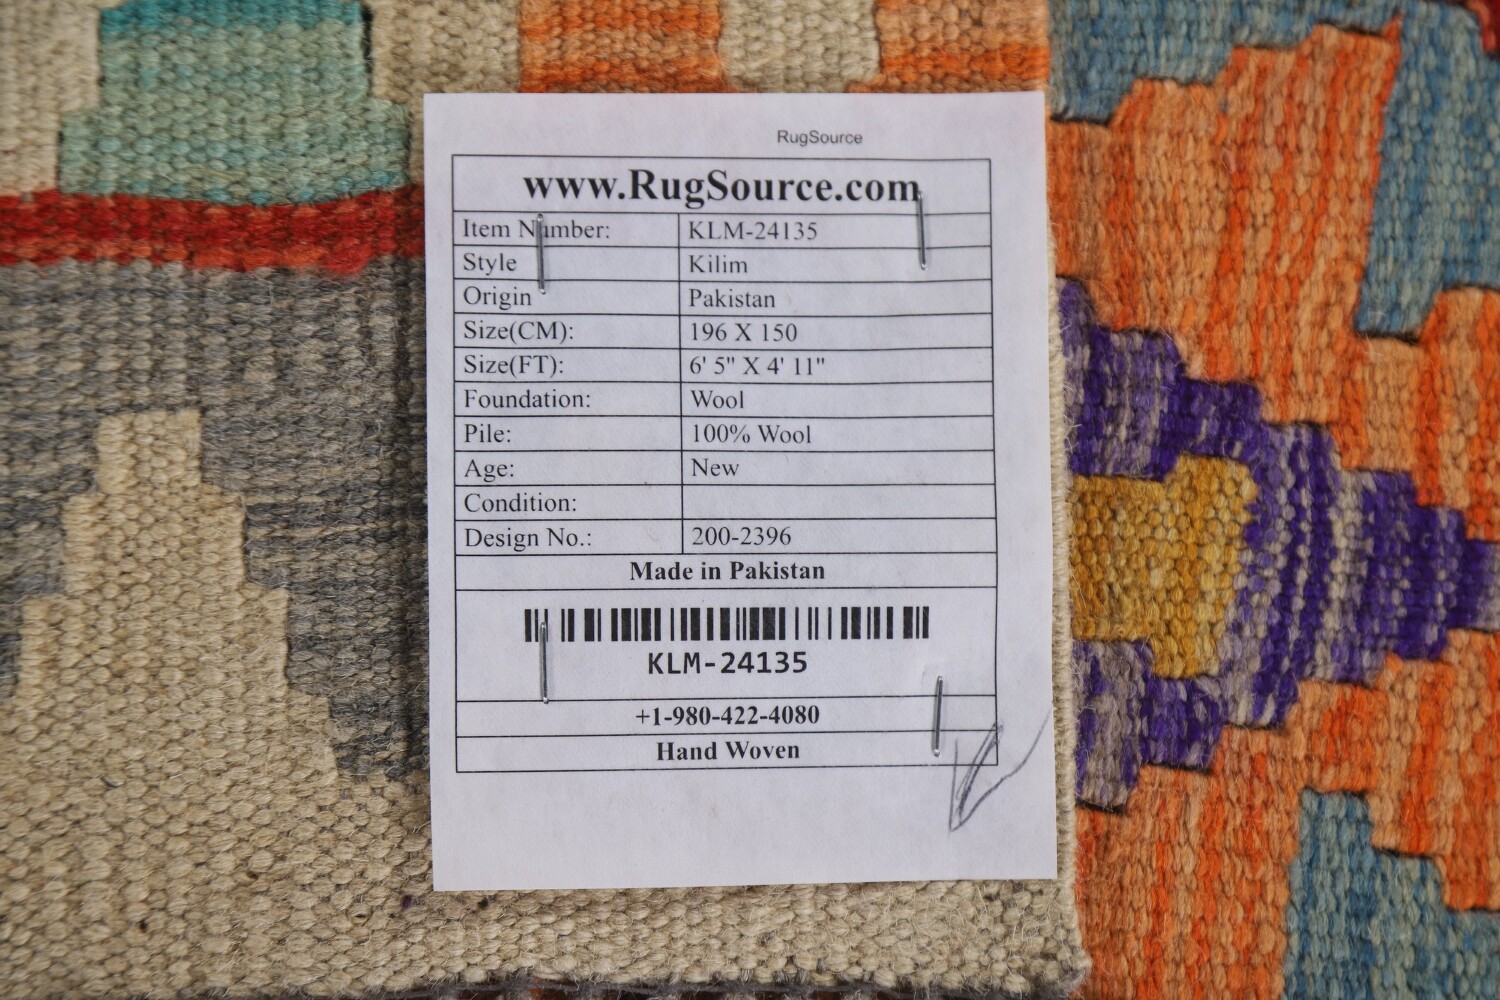 RugSource
www.RugSource.com
Item Number: KLM-24135
Style Kilim
Origin Pakistan
Size(CM): 196 X 150
Size(FT): 6' 5" X 4' 11"
Foundation: Wool
Pile: 100% Wool
Age: New
Condition:
Design No.: 200-2396
Made in Pakistan
KLM-24135
+1-980-422-4080
Hand Woven